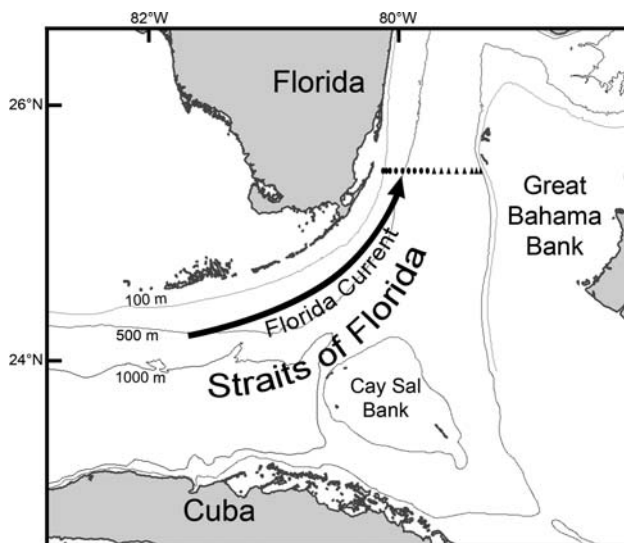 82°W
80°W
Florida
26°N
Great
Bahama
Bank
Florida Current
100 m
500 m
Straits of Florida
24°N
1000 m
Cay Sal
Bank
Cuba